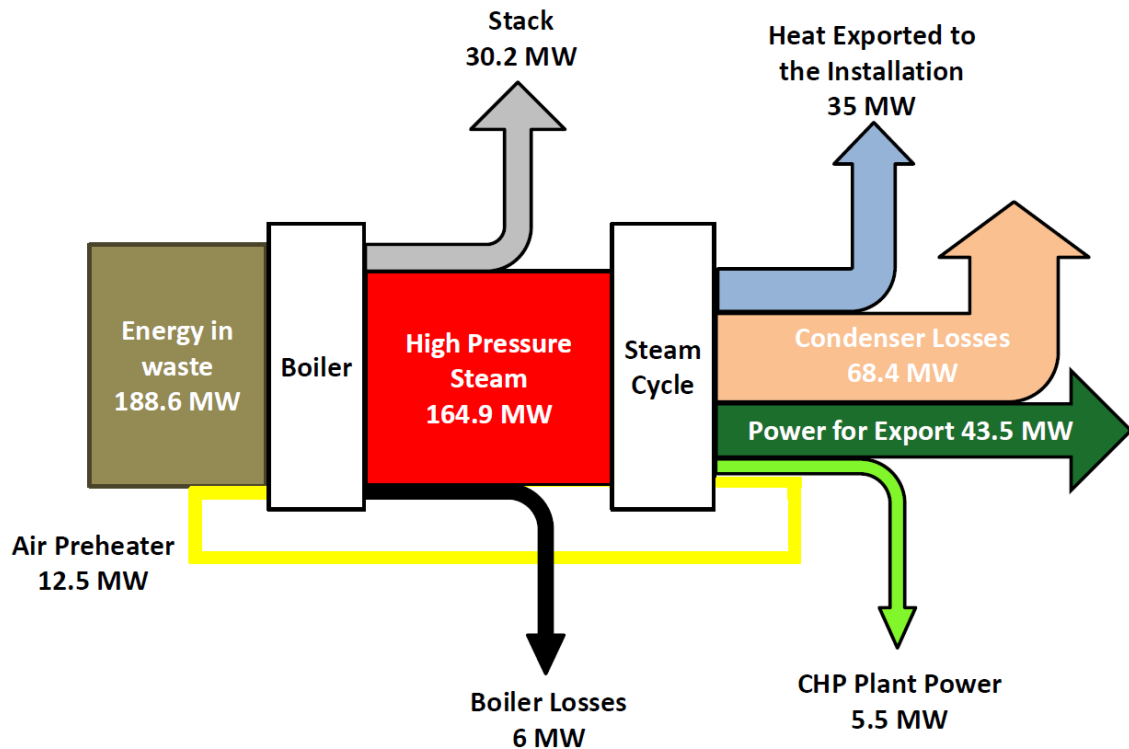 Stack
30.2 MW
Heat Exported to
the Installation
35 MW
Energy in
waste
188.6 MW
Boiler
High Pressure
Steam
164.9 MW
Steam
Cycle
Condenser Losses
68.4 MW
Power for Export 43.5 MW
Air Preheater
12.5 MW
Boiler Losses
6 MW
CHP Plant Power
5.5 MW